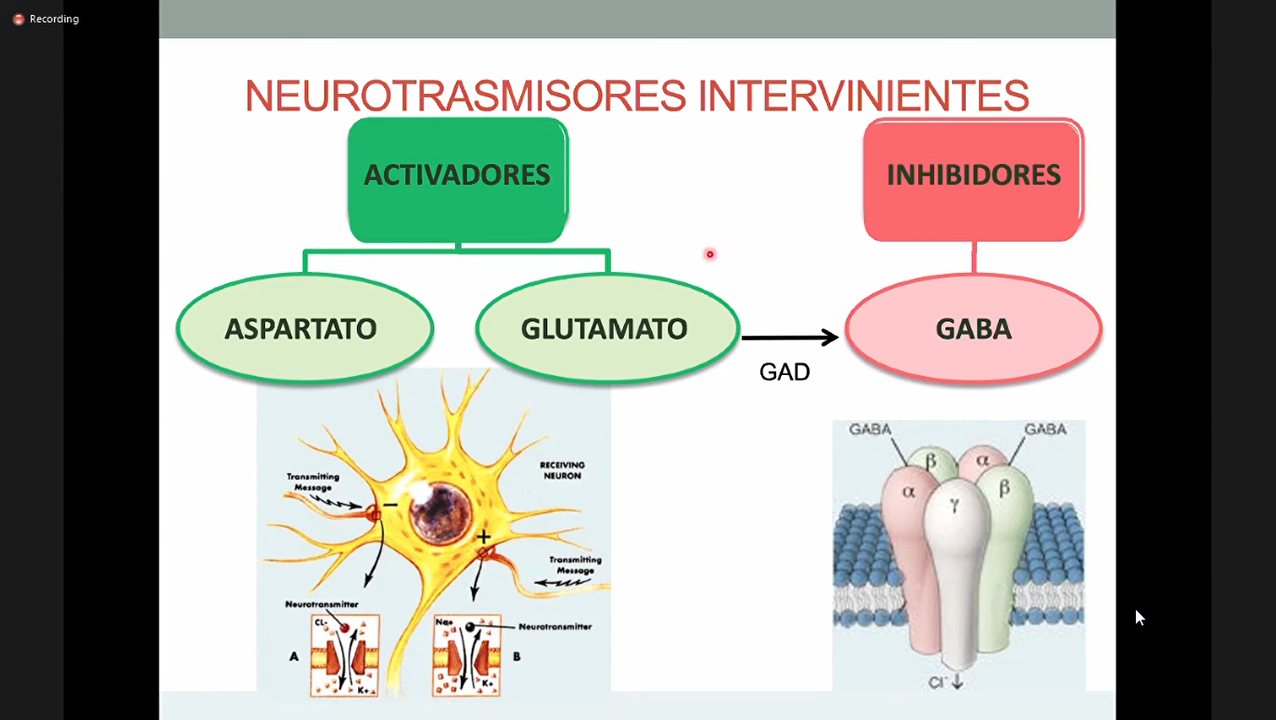 Recording
NEUROTRASMISORES INTERVINIENTES
ACTIVADORES
INHIBIDORES
ASPARTATO
GLUTAMATO
GABA
GAD
Transmitting
Message
RECEIVING
NEURON
−
+
Transmitting
Message
Neurotransmitter
Neurotransmitter
CL-
Na+
A
B
K+
K+
GABA
GABA
β
α
α
β
γ
Cl⁻↓